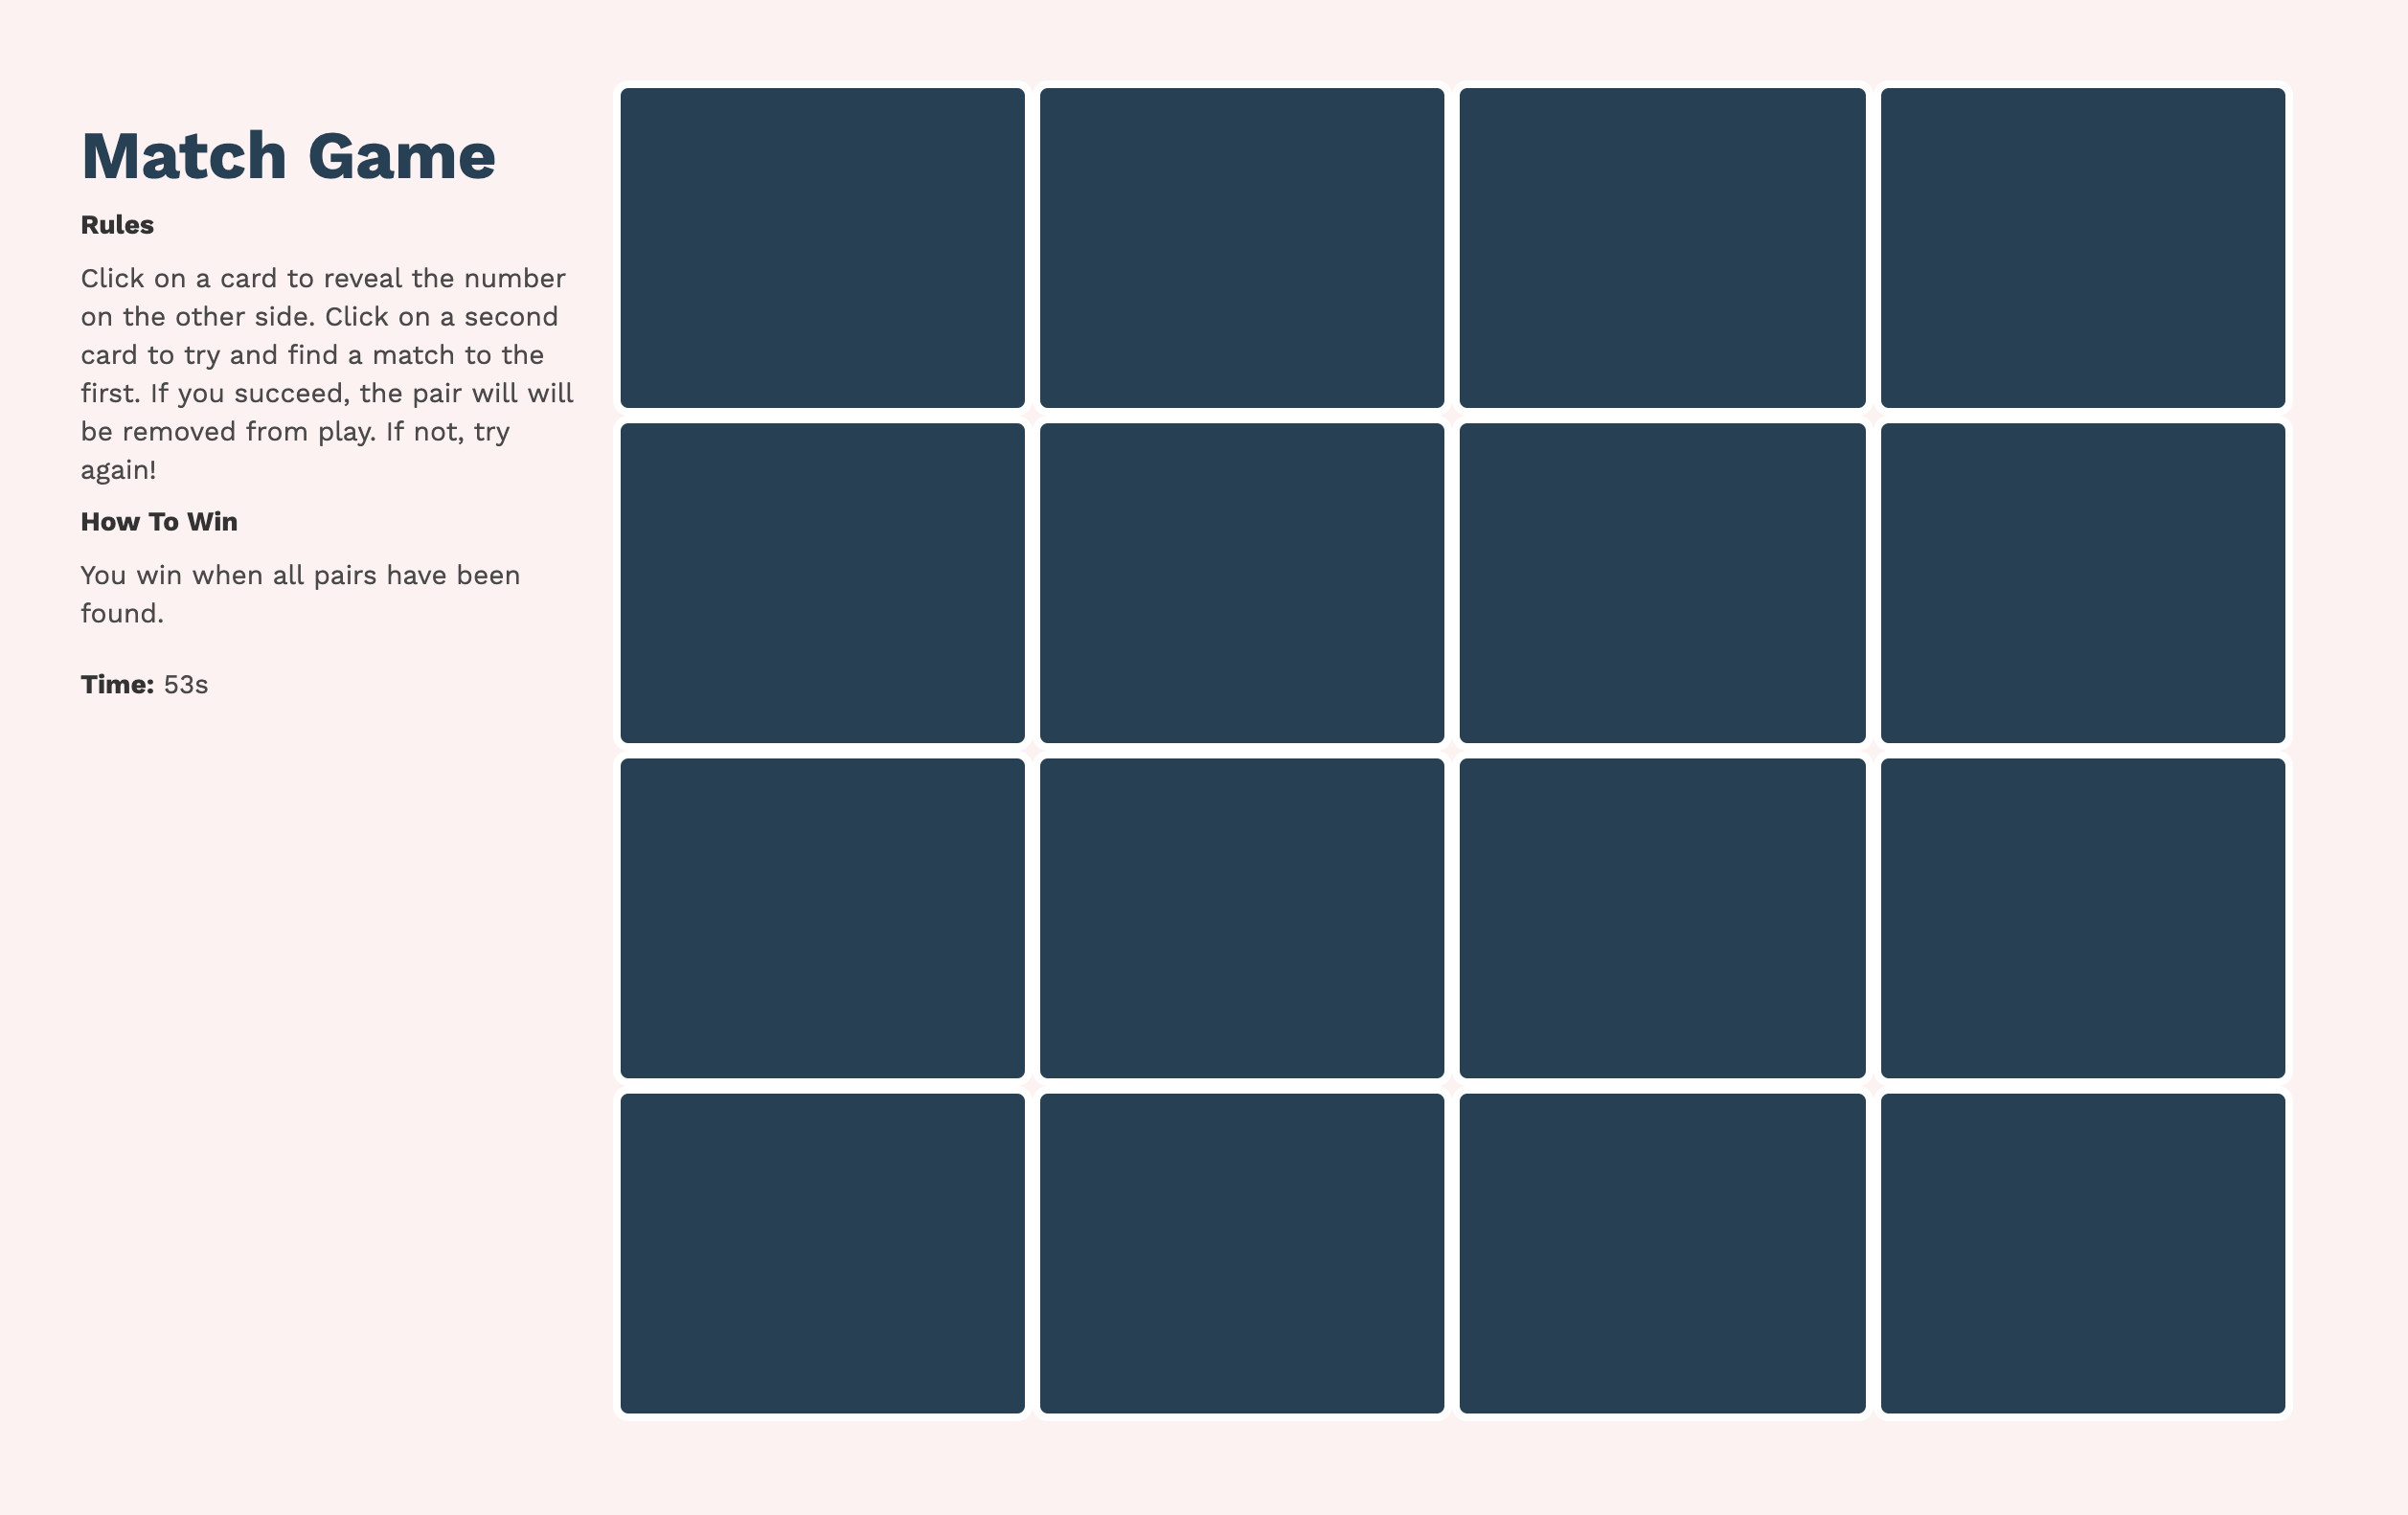 Match Game
Rules
Click on a card to reveal the number
on the other side. Click on a second
card to try and find a match to the
first. If you succeed, the pair will will
be removed from play. If not, try
again!
How To Win
You win when all pairs have been
found.
Time: 53s